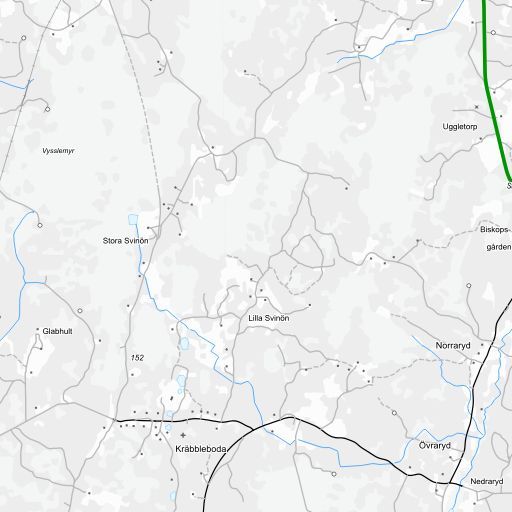 Uggletorp
Vysslemyr
S
Biskops-
gården
Stora Svinön
Lilla Svinön
Glabhult
Norraryd
152
Kräbbleboda
Övraryd
Nedraryd